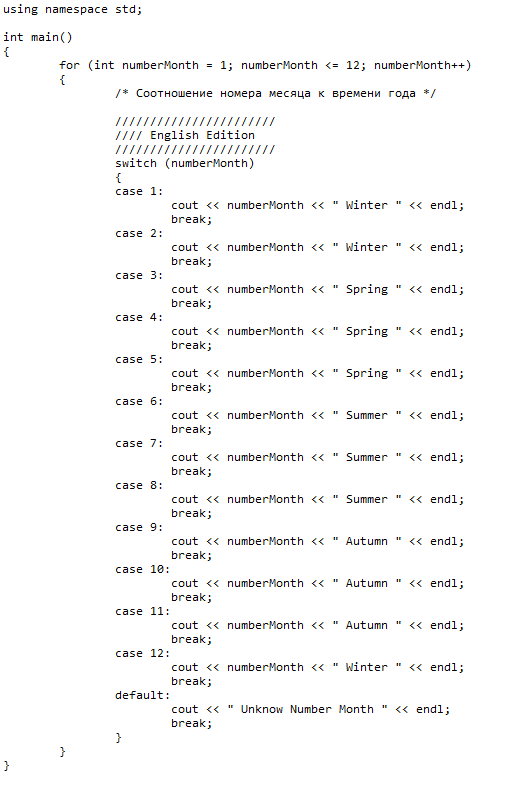 using namespace std;
int main()
{
for (int numberMonth = 1; numberMonth <= 12; numberMonth++)
{
/* Соотношение номера месяца к времени года */
///////////////////////
//// English Edition
///////////////////////
switch (numberMonth)
{
case 1:
cout << numberMonth << " Winter " << endl;
break;
case 2:
cout << numberMonth << " Winter " << endl;
break;
case 3:
cout << numberMonth << " Spring " << endl;
break;
case 4:
cout << numberMonth << " Spring " << endl;
break;
case 5:
cout << numberMonth << " Spring " << endl;
break;
case 6:
cout << numberMonth << " Summer " << endl;
break;
case 7:
cout << numberMonth << " Summer " << endl;
break;
case 8:
cout << numberMonth << " Summer " << endl;
break;
case 9:
cout << numberMonth << " Autumn " << endl;
break;
case 10:
cout << numberMonth << " Autumn " << endl;
break;
case 11:
cout << numberMonth << " Autumn " << endl;
break;
case 12:
cout << numberMonth << " Winter " << endl;
break;
default:
cout << " Unknow Number Month " << endl;
break;
}
}
}